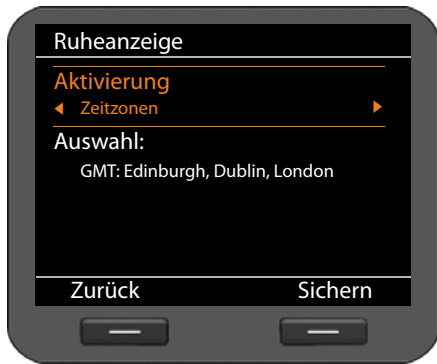 Ruheanzeige
Aktivierung
Zeitzonen
Auswahl:
GMT: Edinburgh, Dublin, London
Zurück Sichern